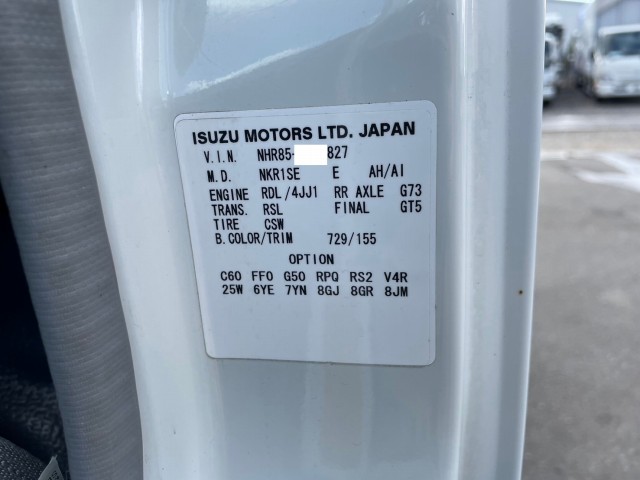 ISUZU MOTORS LTD. JAPAN
V.I.N. NHR85- 827
M.D. NKR1SE E AH/AI
ENGINE RDL/4JJ1 RR AXLE G73
TRANS. RSL FINAL GT5
TIRE CSW
B.COLOR/TRIM 729/155
OPTION
C60 FF0 G50 RPQ RS2 V4R
25W 6YE 7YN 8GJ 8GR 8JM